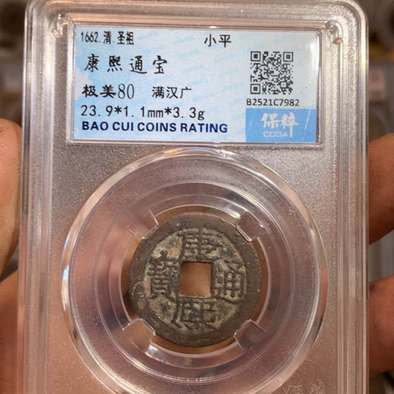 1662.清.圣祖 小平
康熙通宝
极美80 满汉广
23.9*1.1mm*3.3g
BAO CUI COINS RATING
B2521C7982
保粹
康熙通寶